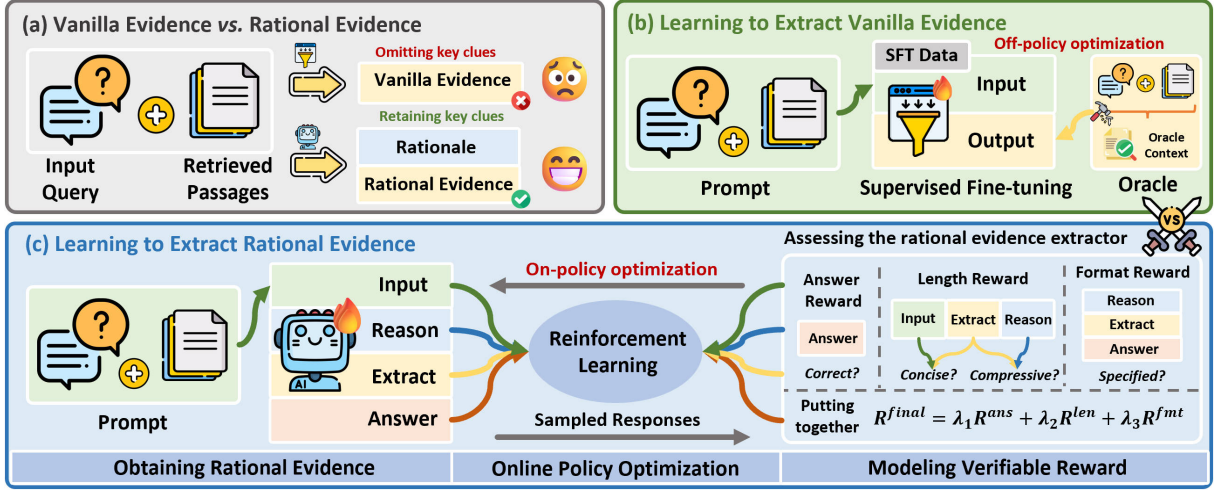 (a) Vanilla Evidence vs. Rational Evidence
Omitting key clues
Vanilla Evidence
Retaining key clues
Rationale
Rational Evidence
Input
Query
Retrieved
Passages
(b) Learning to Extract Vanilla Evidence
SFT Data
Off-policy optimization
Input
Output
Oracle
Context
Prompt
Supervised Fine-tuning
Oracle
VS
(c) Learning to Extract Rational Evidence
Prompt
Input
Reason
Extract
Answer
AI
On-policy optimization
Reinforcement
Learning
Sampled Responses
Assessing the rational evidence extractor
Answer
Reward
Answer
Correct?
Length Reward
Input
Extract
Reason
Concise?
Compressive?
Format Reward
Reason
Extract
Answer
Specified?
Putting
together
R^{final} = λ_1R^{ans} + λ_2R^{len} + λ_3R^{fmt}
Obtaining Rational Evidence
Online Policy Optimization
Modeling Verifiable Reward